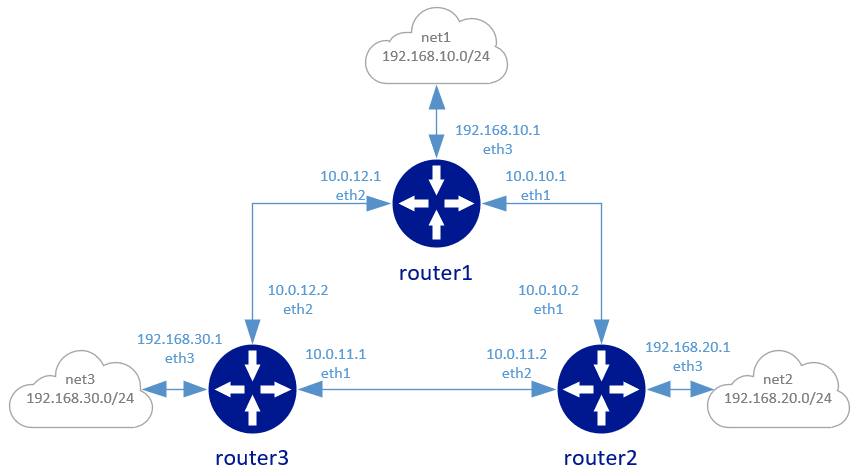 net1
192.168.10.0/24
192.168.10.1
eth3
10.0.12.1
eth2
10.0.10.1
eth1
router1
10.0.12.2
eth2
10.0.10.2
eth1
192.168.30.1
eth3
10.0.11.1
eth1
10.0.11.2
eth2
192.168.20.1
eth3
net3
192.168.30.0/24
net2
192.168.20.0/24
router3
router2